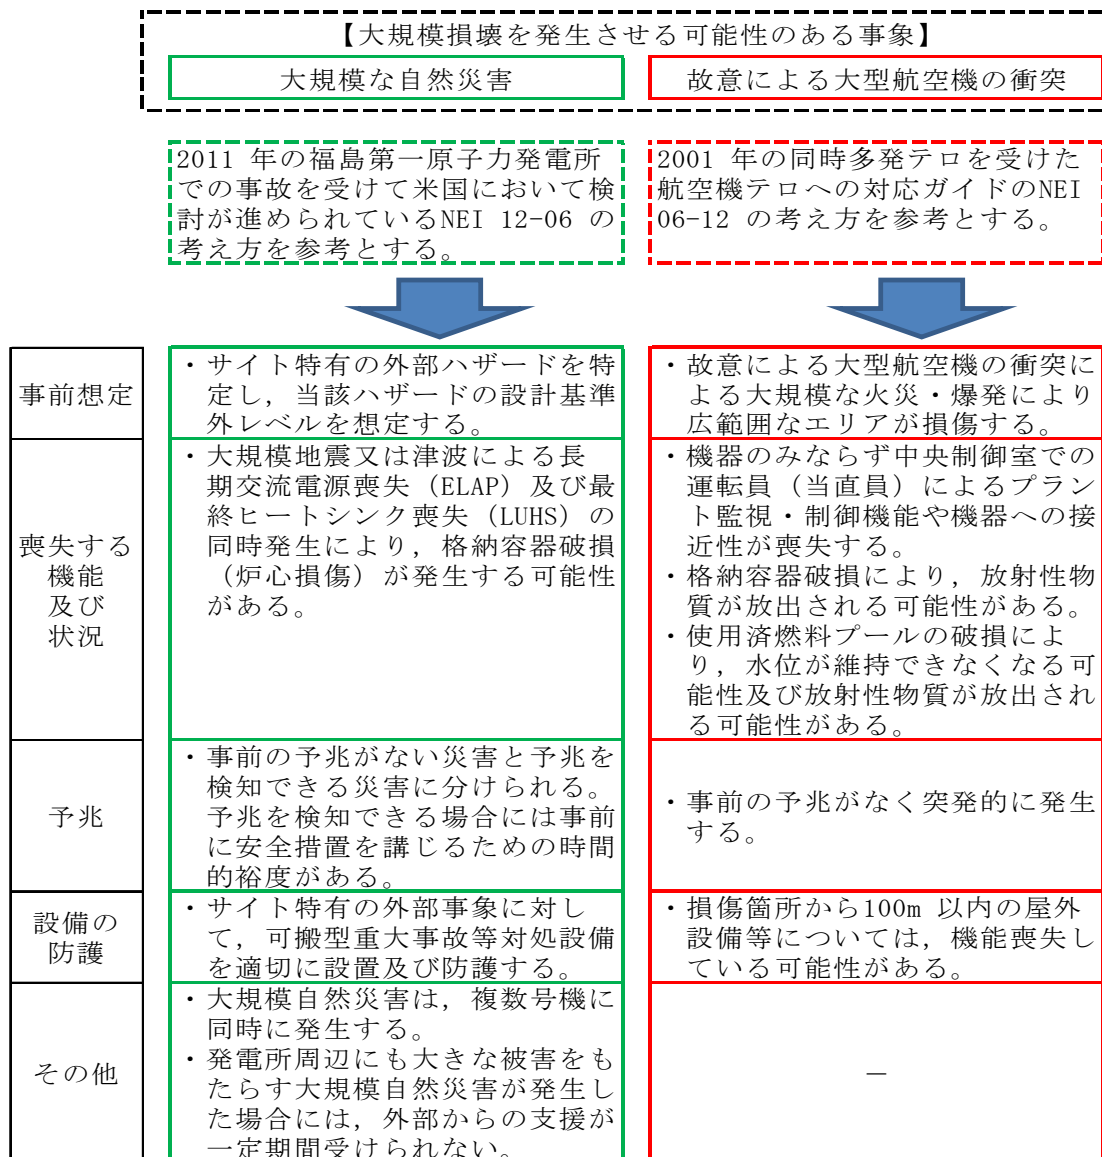 【大規模損壊を発生させる可能性のある事象】
大規模な自然災害
故意による大型航空機の衝突
2011 年の福島第一原子力発電所
での事故を受けて米国において検
討が進められているNEI 12-06 の
考え方を参考とする。
2001 年の同時多発テロを受けた
航空機テロへの対応ガイドのNEI
06-12 の考え方を参考とする。
事前想定
・サイト特有の外部ハザードを特
定し，当該ハザードの設計基準
外レベルを想定する。
・故意による大型航空機の衝突に
よる大規模な火災・爆発により
広範囲なエリアが損傷する。
喪失する
機能
及び
状況
・大規模地震又は津波による長
期交流電源喪失（ELAP）及び最
終ヒートシンク喪失（LUHS）の
同時発生により，格納容器破損
（炉心損傷）が発生する可能性
がある。
・機器のみならず中央制御室での
運転員（当直員）によるプラン
ト監視・制御機能や機器への接
近性が喪失する。
・格納容器破損により，放射性物
質が放出される可能性がある。
・使用済燃料プールの破損によ
り，水位が維持できなくなる可
能性及び放射性物質が放出され
る可能性がある。
予兆
・事前の予兆がない災害と予兆を
検知できる災害に分けられる。
予兆を検知できる場合には事前
に安全措置を講じるための時間
的裕度がある。
・事前の予兆がなく突発的に発生
する。
設備の
防護
・サイト特有の外部事象に対し
て，可搬型重大事故等対処設備
を適切に設置及び防護する。
・損傷箇所から100m 以内の屋外
設備等については，機能喪失し
ている可能性がある。
その他
・大規模自然災害は，複数号機に
同時に発生する。
・発電所周辺にも大きな被害をも
たらす大規模自然災害が発生し
た場合には，外部からの支援が
一定期間受けられない。
－